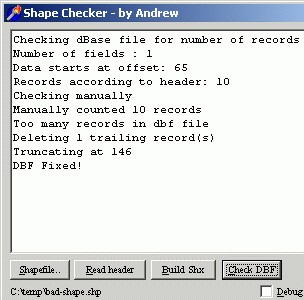 Shape Checker - by Andrew
Checking dBase file for number of records
Number of fields : 1
Data starts at offset: 65
Records according to header: 10
Checking manually
Manually counted 10 records
Too many records in dbf file
Deleting 1 trailing record(s)
Truncating at 146
DBF Fixed!
Shapefile.. Read header Build Shx Check DBF
C:\temp\bad-shape.shp Debug